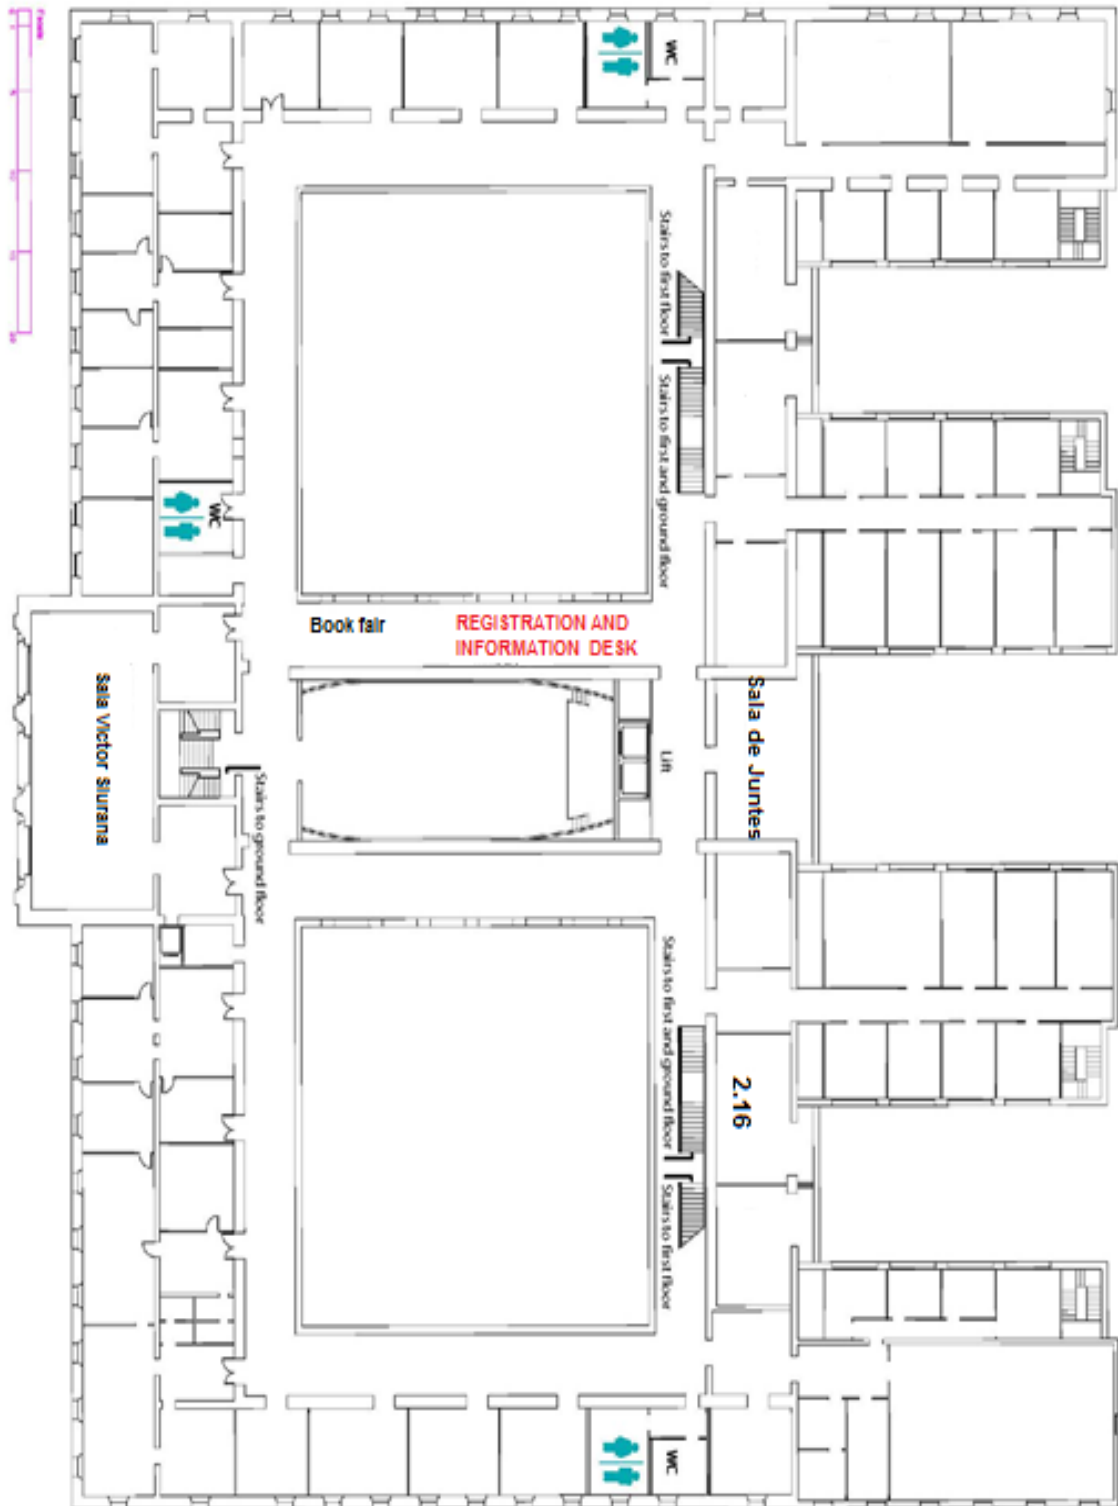 WC
Stairs to first floor
Stairs to first and ground floor
WC
Book fair
REGISTRATION AND
INFORMATION DESK
Sala Víctor Siurana
Sala de Juntes
Lift
Stairs to ground floor
Stairs to first and ground floor
2.16
Stairs to first floor
WC